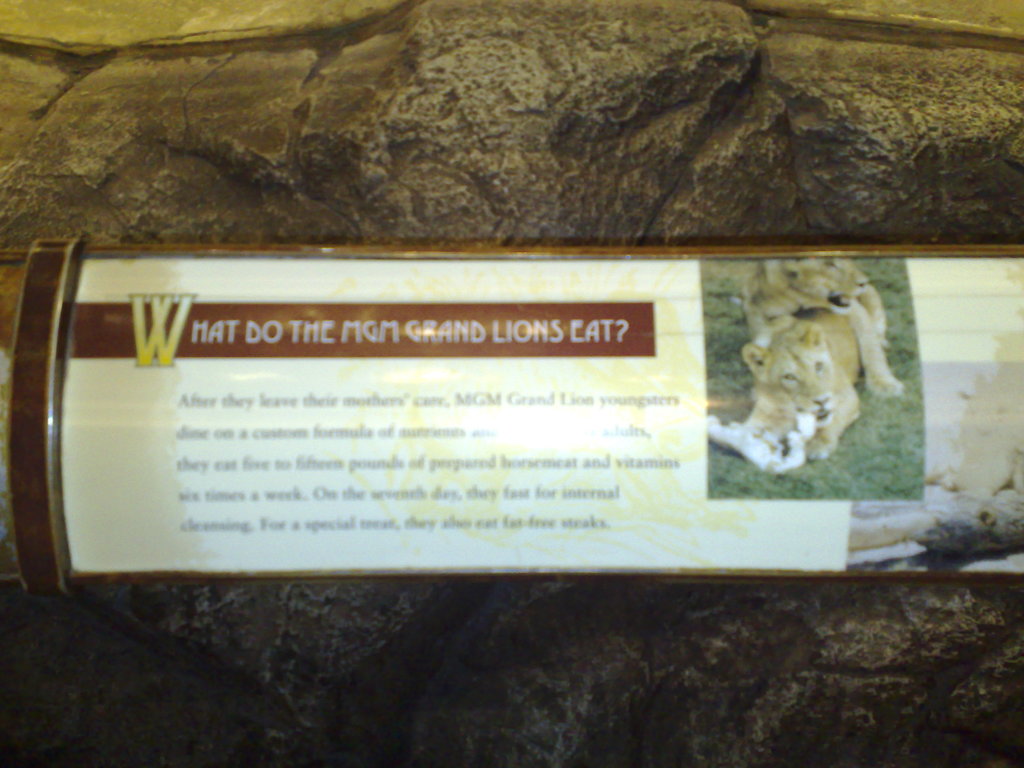 WHAT DO THE MGM GRAND LIONS EAT?
After they leave their mothers' care, MGM Grand Lion youngsters
dine on a custom formula of nutrients adults,
they eat five to fifteen pounds of prepared horsemeat and vitamins
six times a week. On the seventh day, they fast for internal
cleansing. For a special treat, they also eat fat-free steaks.